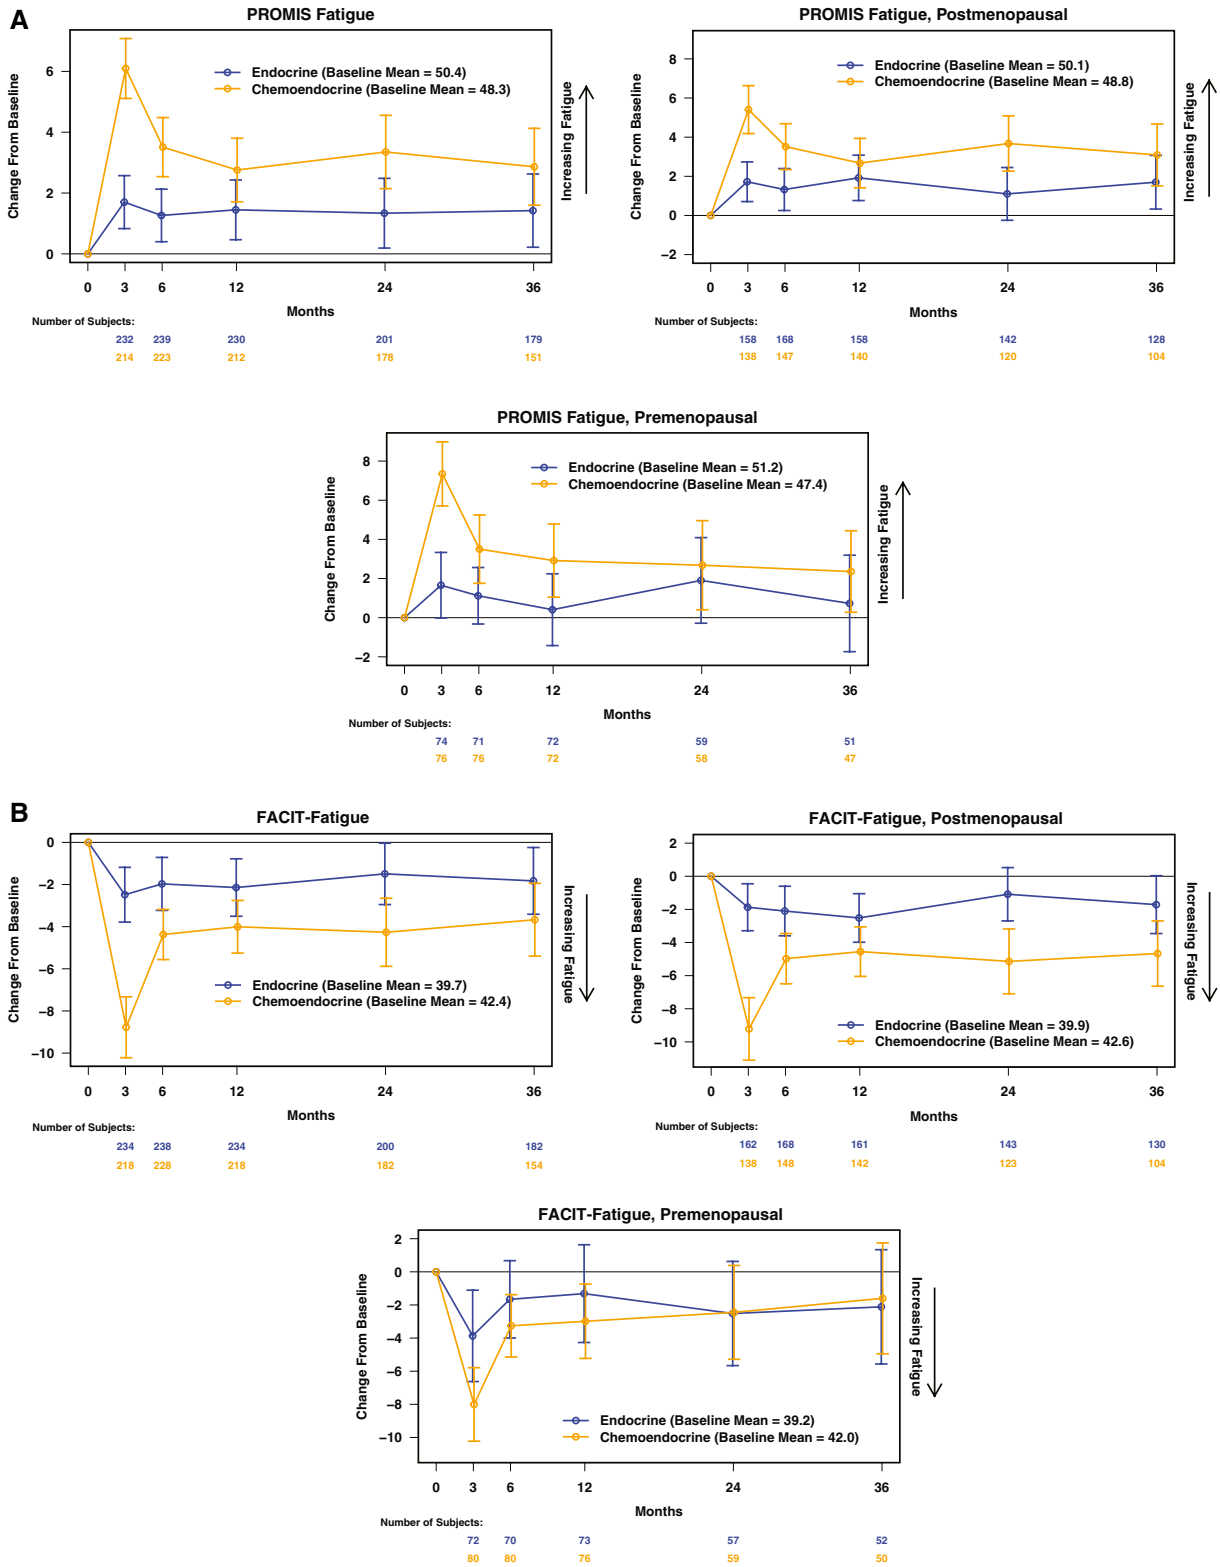 A
PROMIS Fatigue
Change From Baseline
6
4
2
0
Endocrine (Baseline Mean = 50.4)
Chemoendocrine (Baseline Mean = 48.3)
Increasing Fatigue
0 3 6 12 24 36
Months
Number of Subjects:
232 239 230 201 179
214 223 212 178 151
PROMIS Fatigue, Postmenopausal
Change From Baseline
8
6
4
2
0
−2
Endocrine (Baseline Mean = 50.1)
Chemoendocrine (Baseline Mean = 48.8)
Increasing Fatigue
0 3 6 12 24 36
Months
Number of Subjects:
158 168 158 142 128
138 147 140 120 104
PROMIS Fatigue, Premenopausal
Change From Baseline
8
6
4
2
0
−2
Endocrine (Baseline Mean = 51.2)
Chemoendocrine (Baseline Mean = 47.4)
Increasing Fatigue
0 3 6 12 24 36
Months
Number of Subjects:
74 71 72 59 51
76 76 72 58 47
B
FACIT-Fatigue
Change From Baseline
0
−2
−4
−6
−8
−10
Endocrine (Baseline Mean = 39.7)
Chemoendocrine (Baseline Mean = 42.4)
Increasing Fatigue
0 3 6 12 24 36
Months
Number of Subjects:
234 238 234 200 182
218 228 218 182 154
FACIT-Fatigue, Postmenopausal
Change From Baseline
2
0
−2
−4
−6
−8
−10
Endocrine (Baseline Mean = 39.9)
Chemoendocrine (Baseline Mean = 42.6)
Increasing Fatigue
0 3 6 12 24 36
Months
Number of Subjects:
162 168 161 143 130
138 148 142 123 104
FACIT-Fatigue, Premenopausal
Change From Baseline
2
0
−2
−4
−6
−8
−10
Endocrine (Baseline Mean = 39.2)
Chemoendocrine (Baseline Mean = 42.0)
Increasing Fatigue
0 3 6 12 24 36
Months
Number of Subjects:
72 70 73 57 52
80 80 76 59 50